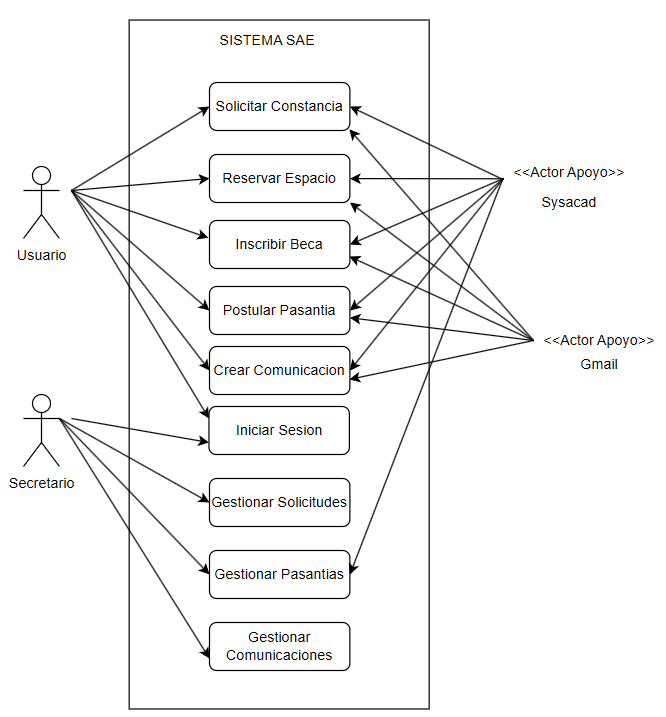 SISTEMA SAE
Solicitar Constancia
Reservar Espacio
Inscribir Beca
Postular Pasantia
Crear Comunicacion
Iniciar Sesion
Gestionar Solicitudes
Gestionar Pasantias
Gestionar
Comunicaciones
Usuario
Secretario
<<Actor Apoyo>>
Sysacad
<<Actor Apoyo>>
Gmail